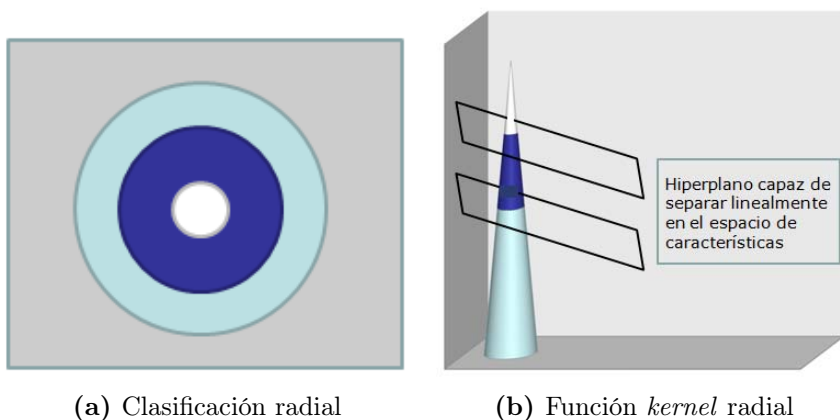 Hiperplano capaz de
separar linealmente
en el espacio de
características
(a) Clasificación radial
(b) Función kernel radial